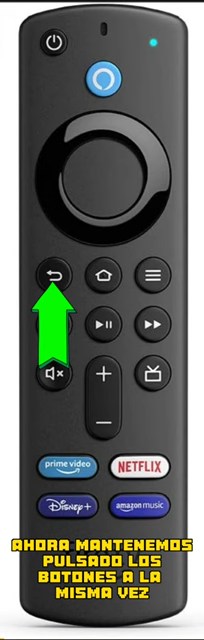 prime video
NETFLIX
Disney+
amazon music
AHORA MANTENEMOS
PULSADO LOS
BOTONES A LA
MISMA VEZ